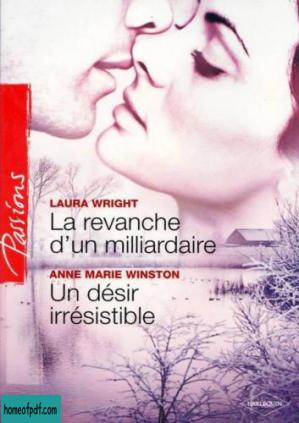 Passions
LAURA WRIGHT
La revanche
d'un milliardaire
ANNE MARIE WINSTON
Un désir
irrésistible
HARLEQUIN
homeofpdf.com